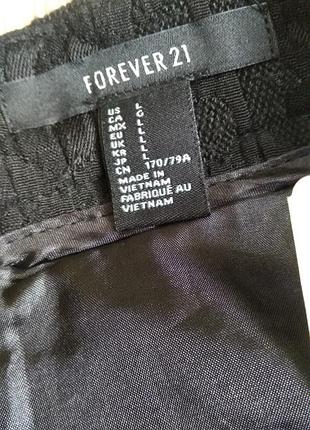 FOREVER 21
US L
CA G
MX L
EU L
UK L
KR L
JP L
CN 170/79A
MADE IN
VIETNAM
FABRIQUE AU
VIETNAM